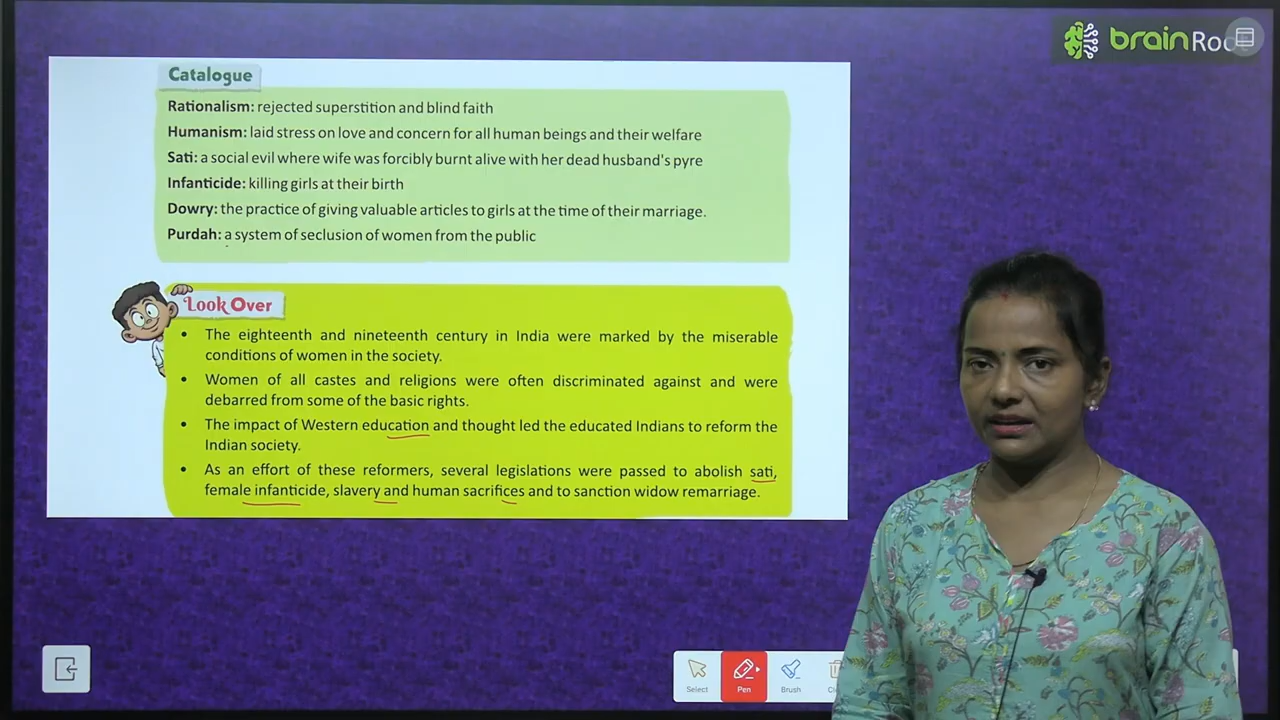 brainRoo
Catalogue
Rationalism: rejected superstition and blind faith
Humanism: laid stress on love and concern for all human beings and their welfare
Sati: a social evil where wife was forcibly burnt alive with her dead husband's pyre
Infanticide: killing girls at their birth
Dowry: the practice of giving valuable articles to girls at the time of their marriage.
Purdah: a system of seclusion of women from the public
Look Over
• The eighteenth and nineteenth century in India were marked by the miserable
conditions of women in the society.
• Women of all castes and religions were often discriminated against and were
debarred from some of the basic rights.
• The impact of Western education and thought led the educated Indians to reform the
Indian society.
• As an effort of these reformers, several legislations were passed to abolish sati,
female infanticide, slavery and human sacrifices and to sanction widow remarriage.
Select
Pen
Brush